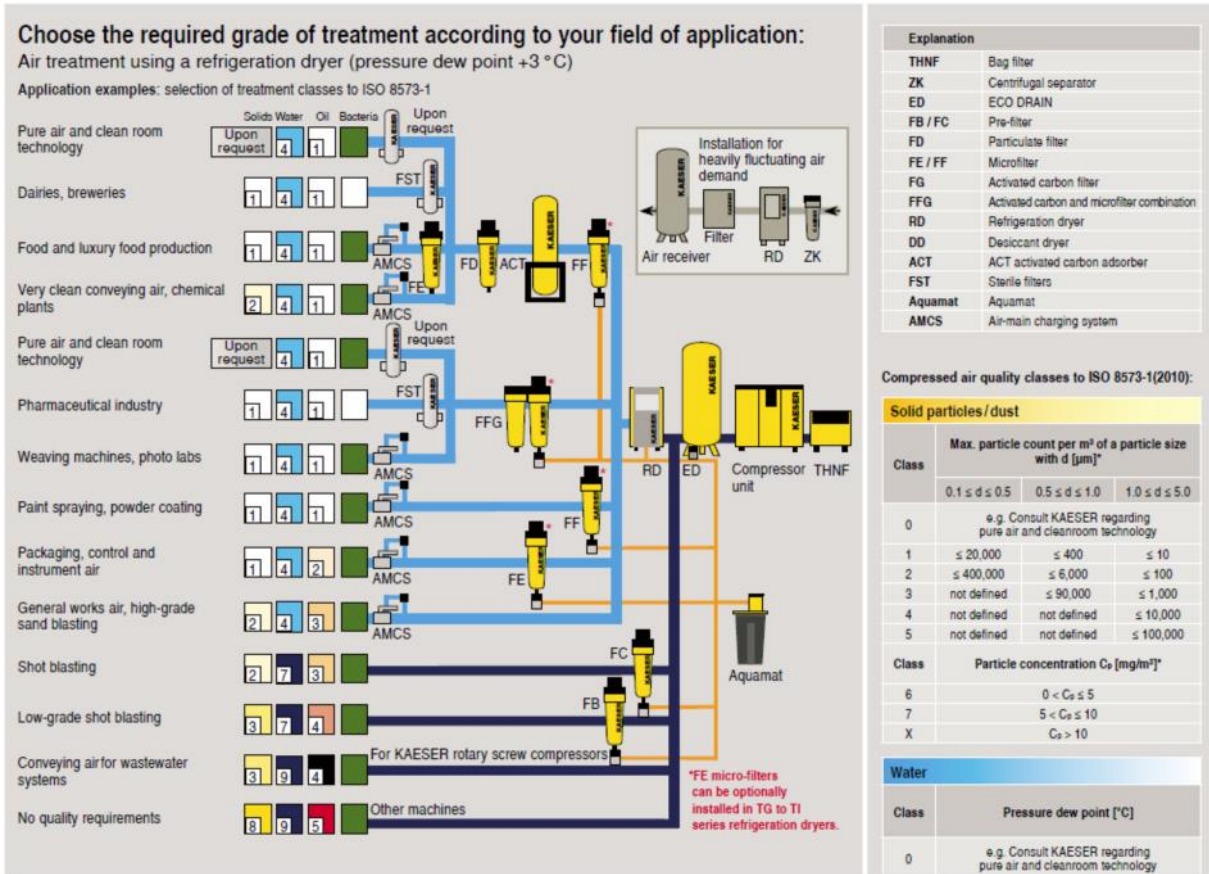 Choose the required grade of treatment according to your field of application:
Air treatment using a refrigeration dryer (pressure dew point +3 °C)
Application examples: selection of treatment classes to ISO 8573-1
Solids Water Oil Bacteria
Pure air and clean room
technology
Upon
request
4
1
KAESER
Upon
request
Dairies, breweries
1
4
1
FST
KAESER
Food and luxury food production
1
4
1
AMCS
KAESER
FE
FD
KAESER
ACT
KAESER
FF
KAESER
*
Very clean conveying air, chemical
plants
2
4
1
AMCS
Pure air and clean room
technology
Upon
request
4
1
KAESER
Upon
request
Pharmaceutical industry
1
4
1
FST
KAESER
FFG
KAESER
KAESER
*
Weaving machines, photo labs
1
4
1
AMCS
Paint spraying, powder coating
1
4
1
AMCS
FF
KAESER
*
Packaging, control and
instrument air
1
4
2
AMCS
FE
KAESER
*
General works air, high-grade
sand blasting
2
4
3
AMCS
Shot blasting
2
7
3
FC
KAESER
Low-grade shot blasting
3
7
4
FB
KAESER
Conveying air for wastewater
systems
3
9
4
For KAESER rotary screw compressors
No quality requirements
8
9
5
Other machines
Installation for
heavily fluctuating air
demand
KAESER
Air receiver
Filter
RD
ZK
RD
KAESER
KAESER
ED
KAESER
Compressor
unit
THNF
Aquamat
*FE micro-filters
can be optionally
installed in TG to TI
series refrigeration dryers.
Explanation
THNF Bag filter
ZK Centrifugal separator
ED ECO DRAIN
FB / FC Pre-filter
FD Particulate filter
FE / FF Microfilter
FG Activated carbon filter
FFG Activated carbon and microfilter combination
RD Refrigeration dryer
DD Desiccant dryer
ACT ACT activated carbon adsorber
FST Sterile filters
Aquamat Aquamat
AMCS Air-main charging system
Compressed air quality classes to ISO 8573-1(2010):
Solid particles/dust
Class
Max. particle count per m³ of a particle size
with d [µm]*
0.1 ≤ d ≤ 0.5 0.5 ≤ d ≤ 1.0 1.0 ≤ d ≤ 5.0
0 e.g. Consult KAESER regarding
pure air and cleanroom technology
1 ≤ 20,000 ≤ 400 ≤ 10
2 ≤ 400,000 ≤ 6,000 ≤ 100
3 not defined ≤ 90,000 ≤ 1,000
4 not defined not defined ≤ 10,000
5 not defined not defined ≤ 100,000
Class Particle concentration Cₚ [mg/m³]*
6 0 < Cₚ ≤ 5
7 5 < Cₚ ≤ 10
X Cₚ > 10
Water
Class Pressure dew point [°C]
0 e.g. Consult KAESER regarding
pure air and cleanroom technology